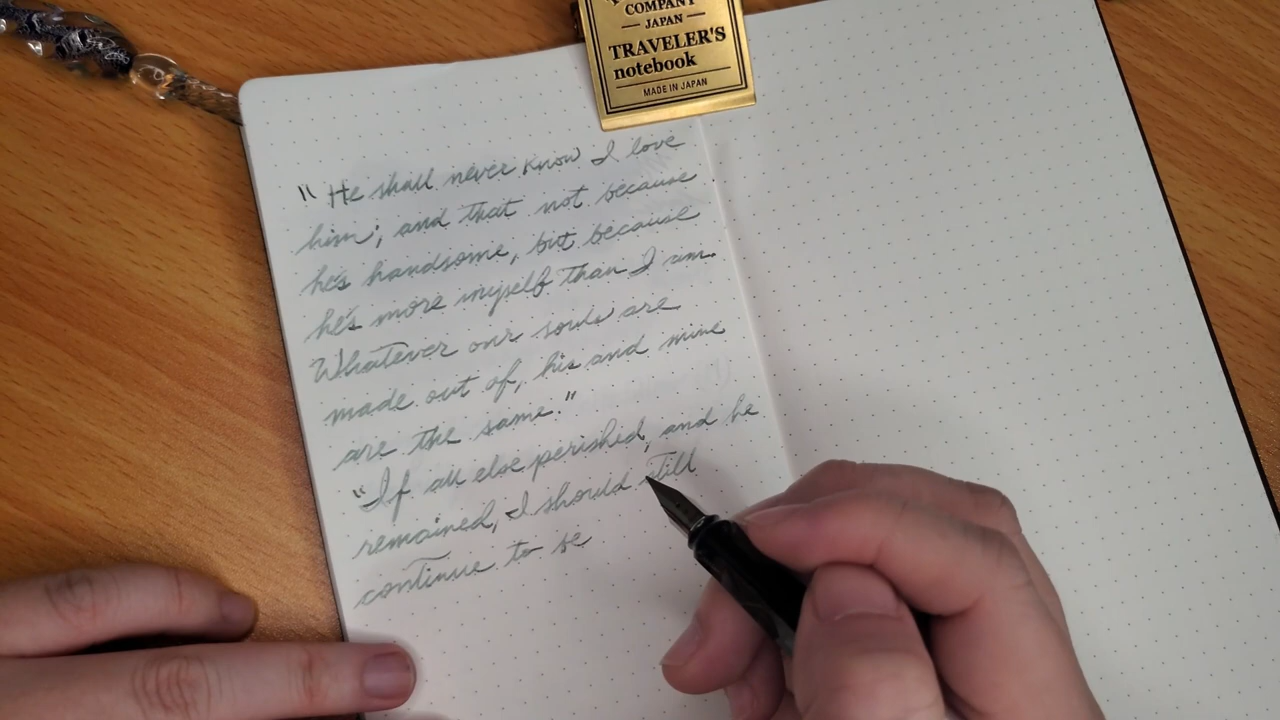 COMPANY
JAPAN
TRAVELER'S
notebook
MADE IN JAPAN
"He shall never know I love
him; and that not because
he's handsome, but because
he's more myself than I am.
Whatever our souls are
made out of, his and mine
are the same."
"If all else perished, and he
remained, I should still
continue to be